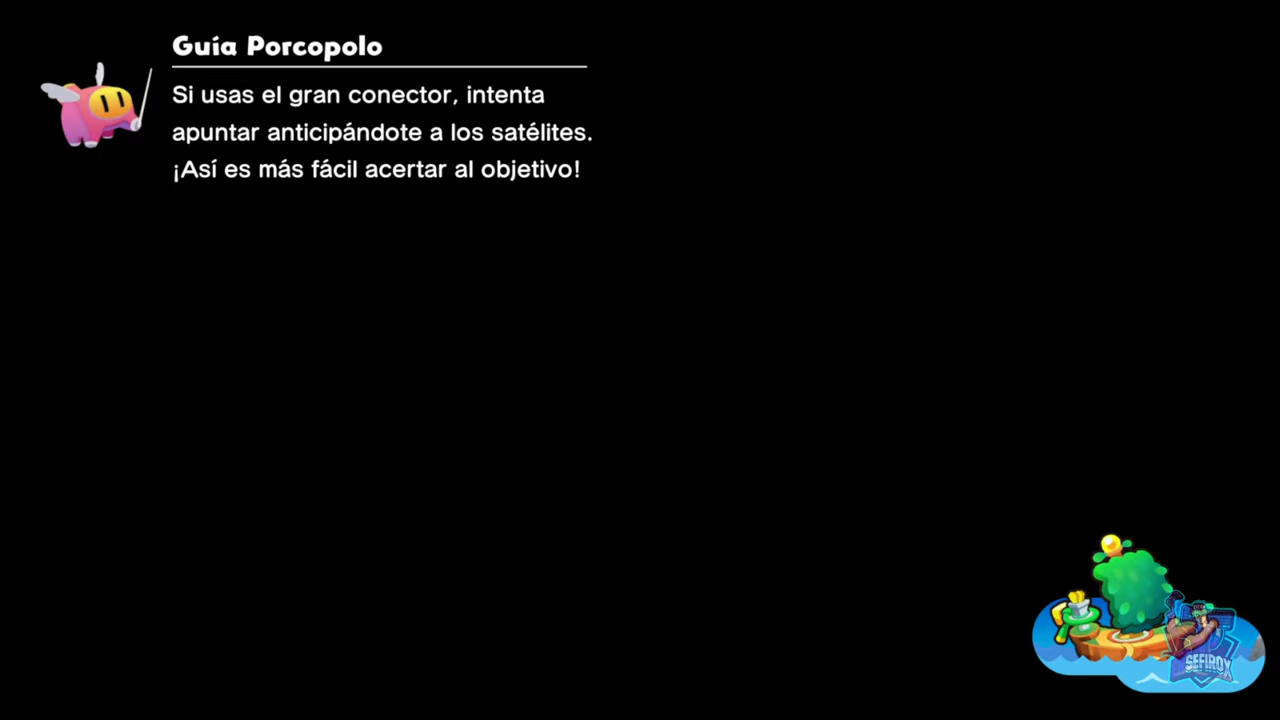 Guía Porcopolo
Si usas el gran conector, intenta
apuntar anticipándote a los satélites.
¡Así es más fácil acertar al objetivo!
SEFIROX